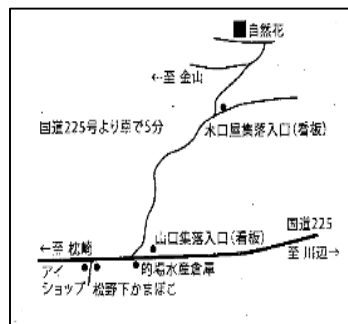 ■自然花
←至 金山
国道225号より車で5分
水口屋集落入口(看板)
山口集落入口(看板)
国道225
至 川辺→
←至 枕崎
アイ
ショップ
松野下かまぼこ
的場水産倉庫